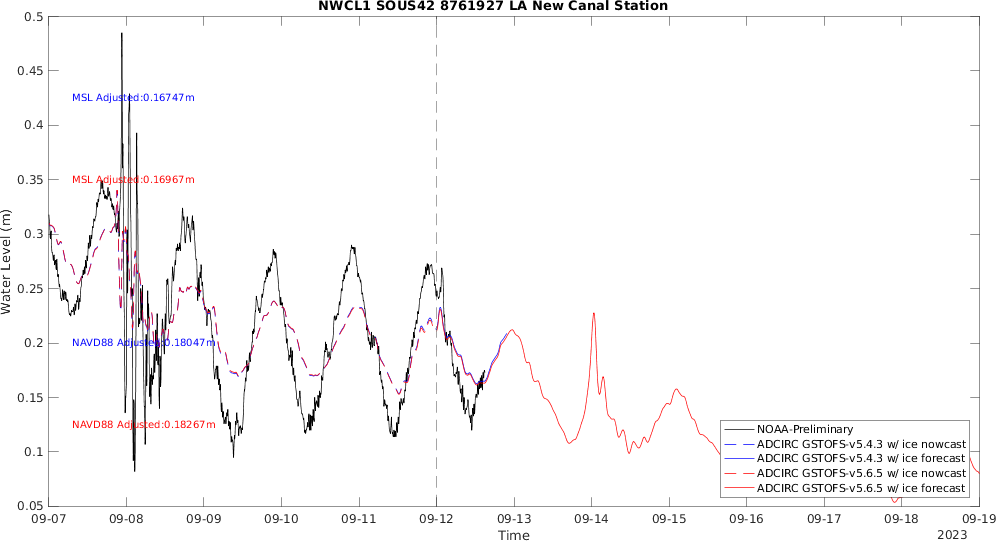 NWCL1 SOUS42 8761927 LA New Canal Station
0.5
0.45
0.4
0.35
0.3
0.25
0.2
0.15
0.1
0.05
Water Level (m)
MSL Adjusted:0.16747m
MSL Adjusted:0.16967m
NAVD88 Adjusted:0.18047m
NAVD88 Adjusted:0.18267m
NOAA-Preliminary
ADCIRC GSTOFS-v5.4.3 w/ ice nowcast
ADCIRC GSTOFS-v5.4.3 w/ ice forecast
ADCIRC GSTOFS-v5.6.5 w/ ice nowcast
ADCIRC GSTOFS-v5.6.5 w/ ice forecast
09-07 09-08 09-09 09-10 09-11 09-12 09-13 09-14 09-15 09-16 09-17 09-18 09-19
Time
2023